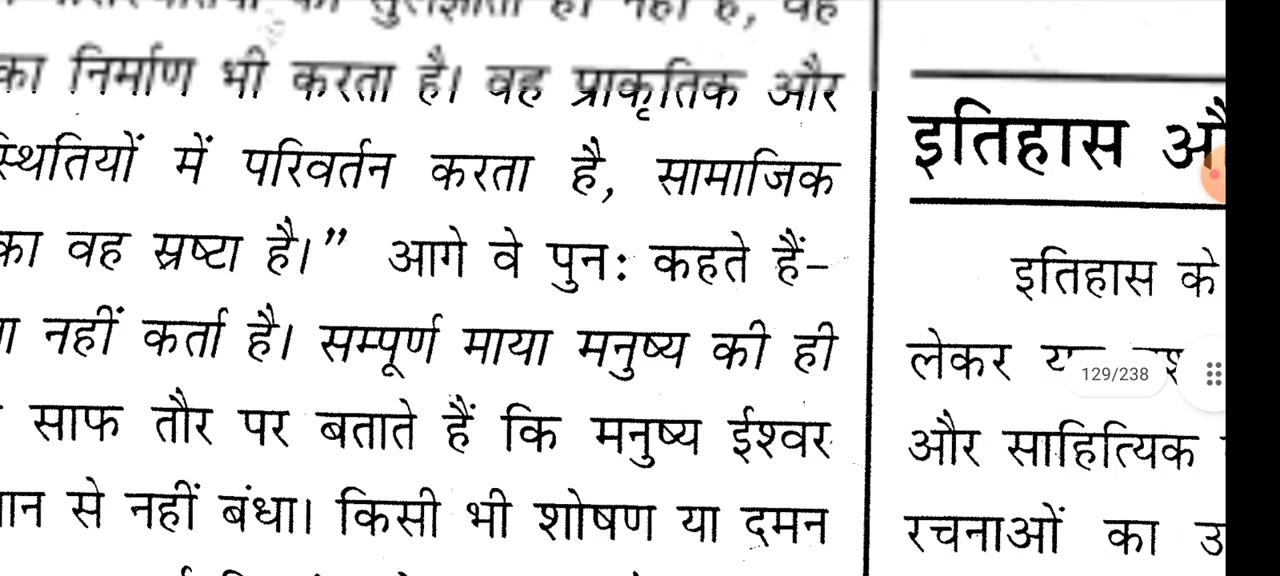 का निर्माण भी करता है। वह प्राकृतिक और
स्थितियों में परिवर्तन करता है, सामाजिक
का वह स्रष्टा है।” आगे वे पुनः कहते हैं-
नहीं कर्ता है। सम्पूर्ण माया मनुष्य की ही
साफ तौर पर बताते हैं कि मनुष्य ईश्वर
से नहीं बंधा। किसी भी शोषण या दमन
इतिहास
इतिहास के
लेकर
129/238
और साहित्यिक
रचनाओं का